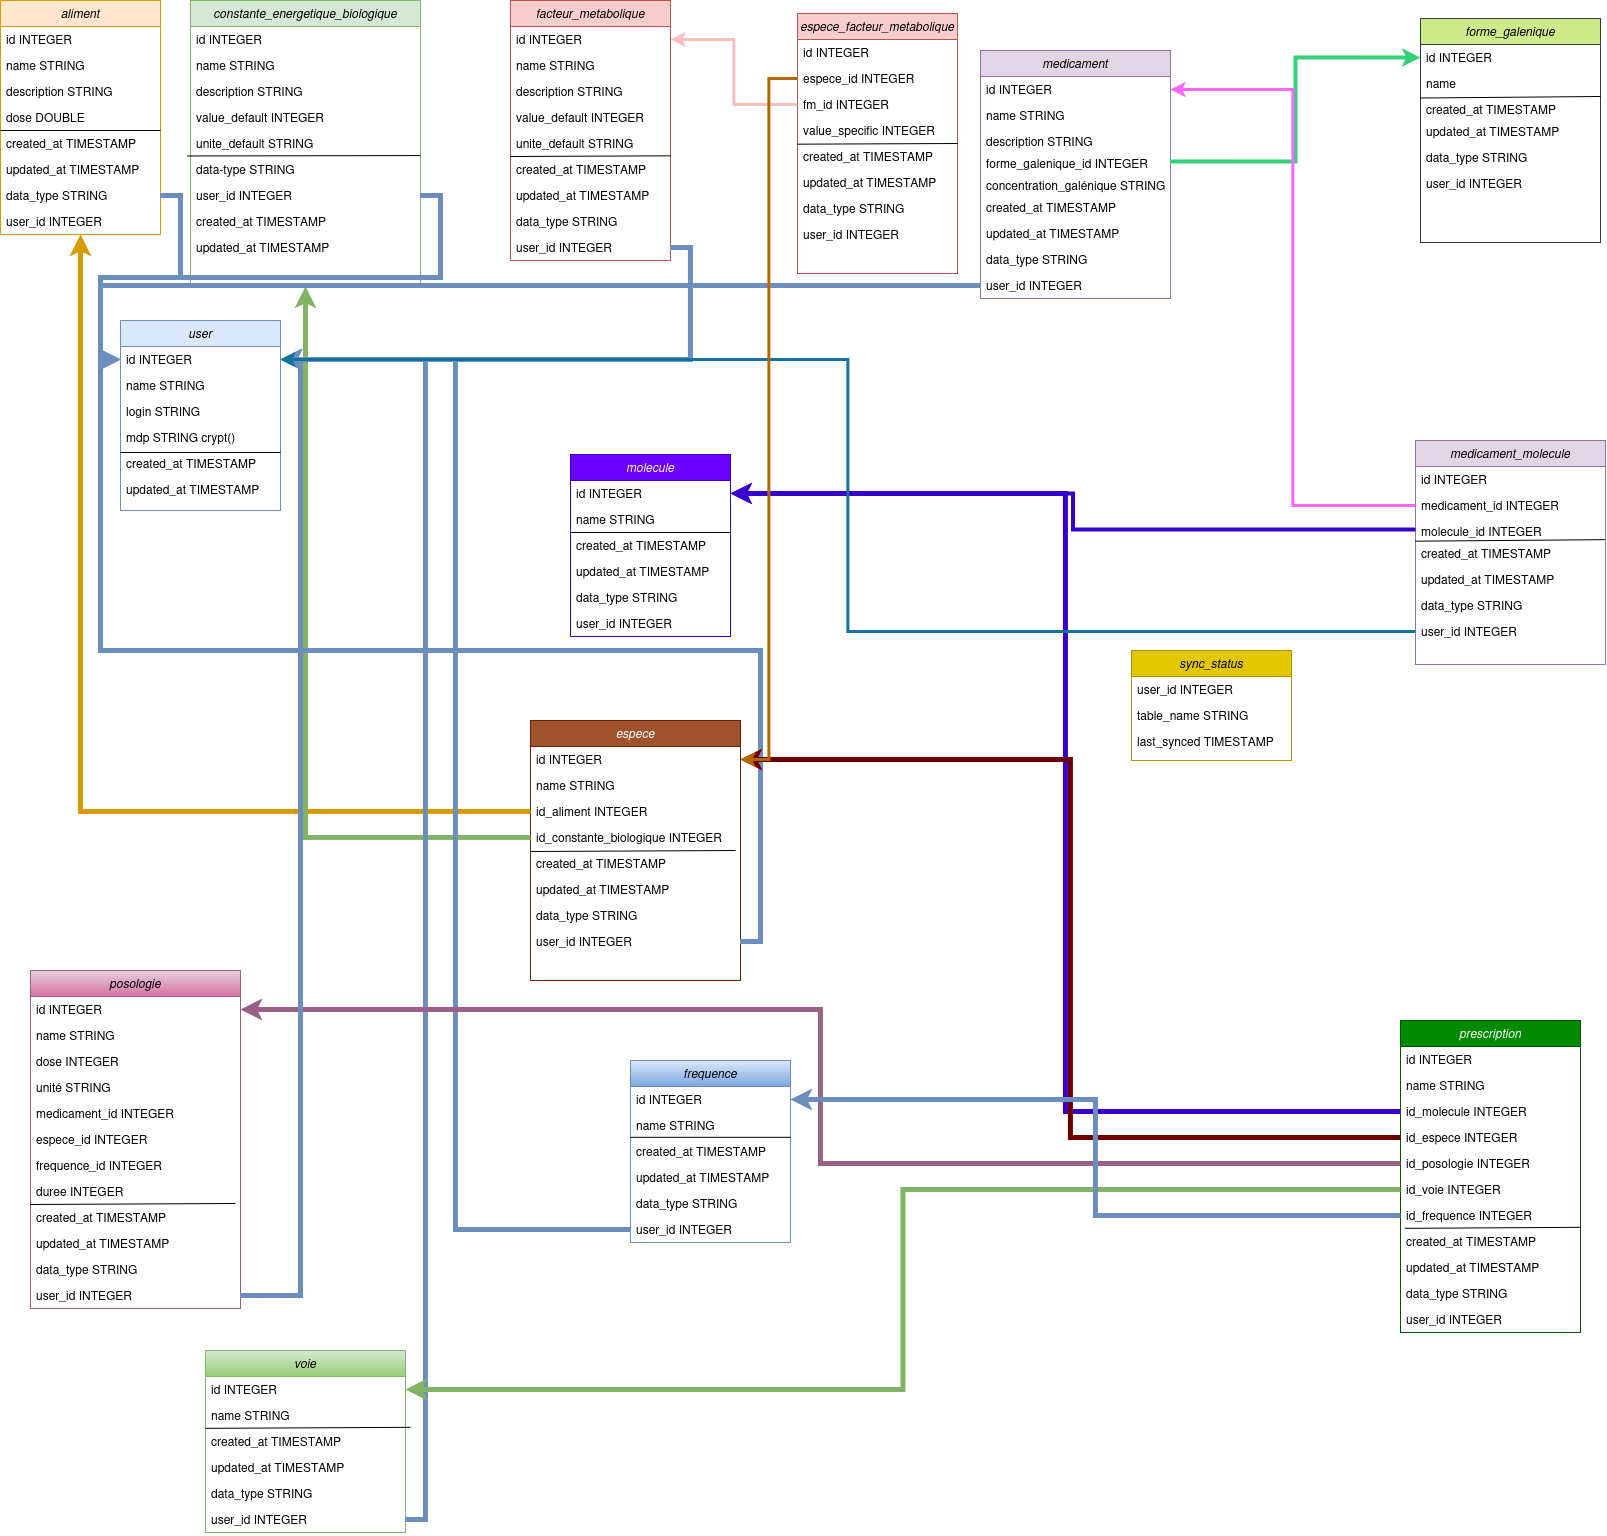 aliment
id INTEGER
name STRING
description STRING
dose DOUBLE
created_at TIMESTAMP
updated_at TIMESTAMP
data_type STRING
user_id INTEGER
constante_energetique_biologique
id INTEGER
name STRING
description STRING
value_default INTEGER
unite_default STRING
data-type STRING
user_id INTEGER
created_at TIMESTAMP
updated_at TIMESTAMP
facteur_metabolique
id INTEGER
name STRING
description STRING
value_default INTEGER
unite_default STRING
created_at TIMESTAMP
updated_at TIMESTAMP
data_type STRING
user_id INTEGER
espece_facteur_metabolique
id INTEGER
espece_id INTEGER
fm_id INTEGER
value_specific INTEGER
created_at TIMESTAMP
updated_at TIMESTAMP
data_type STRING
user_id INTEGER
medicament
id INTEGER
name STRING
description STRING
forme_galenique_id INTEGER
concentration_galénique STRING
created_at TIMESTAMP
updated_at TIMESTAMP
data_type STRING
user_id INTEGER
forme_galenique
id INTEGER
name
created_at TIMESTAMP
updated_at TIMESTAMP
data_type STRING
user_id INTEGER
user
id INTEGER
name STRING
login STRING
mdp STRING crypt()
created_at TIMESTAMP
updated_at TIMESTAMP
molecule
id INTEGER
name STRING
created_at TIMESTAMP
updated_at TIMESTAMP
data_type STRING
user_id INTEGER
medicament_molecule
id INTEGER
medicament_id INTEGER
molecule_id INTEGER
created_at TIMESTAMP
updated_at TIMESTAMP
data_type STRING
user_id INTEGER
sync_status
user_id INTEGER
table_name STRING
last_synced TIMESTAMP
espece
id INTEGER
name STRING
id_aliment INTEGER
id_constante_biologique INTEGER
created_at TIMESTAMP
updated_at TIMESTAMP
data_type STRING
user_id INTEGER
posologie
id INTEGER
name STRING
dose INTEGER
unité STRING
medicament_id INTEGER
espece_id INTEGER
frequence_id INTEGER
duree INTEGER
created_at TIMESTAMP
updated_at TIMESTAMP
data_type STRING
user_id INTEGER
frequence
id INTEGER
name STRING
created_at TIMESTAMP
updated_at TIMESTAMP
data_type STRING
user_id INTEGER
prescription
id INTEGER
name STRING
id_molecule INTEGER
id_espece INTEGER
id_posologie INTEGER
id_voie INTEGER
id_frequence INTEGER
created_at TIMESTAMP
updated_at TIMESTAMP
data_type STRING
user_id INTEGER
voie
id INTEGER
name STRING
created_at TIMESTAMP
updated_at TIMESTAMP
data_type STRING
user_id INTEGER